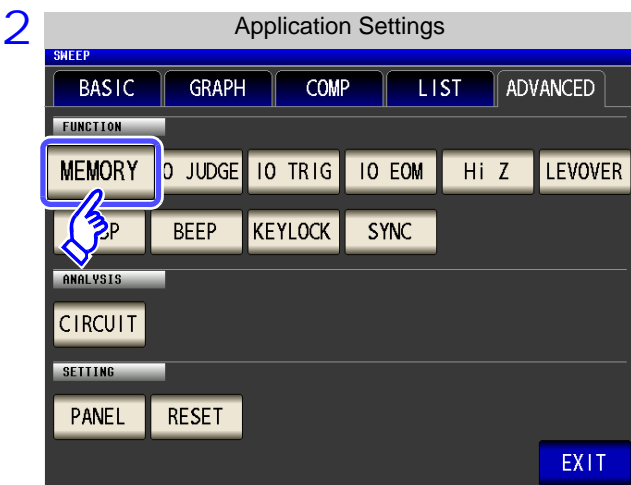 2
Application Settings
SWEEP
BASIC GRAPH COMP LIST ADVANCED
FUNCTION
MEMORY O JUDGE IO TRIG IO EOM Hi Z LEVOVER
SP BEEP KEYLOCK SYNC
ANALYSIS
CIRCUIT
SETTING
PANEL RESET
EXIT